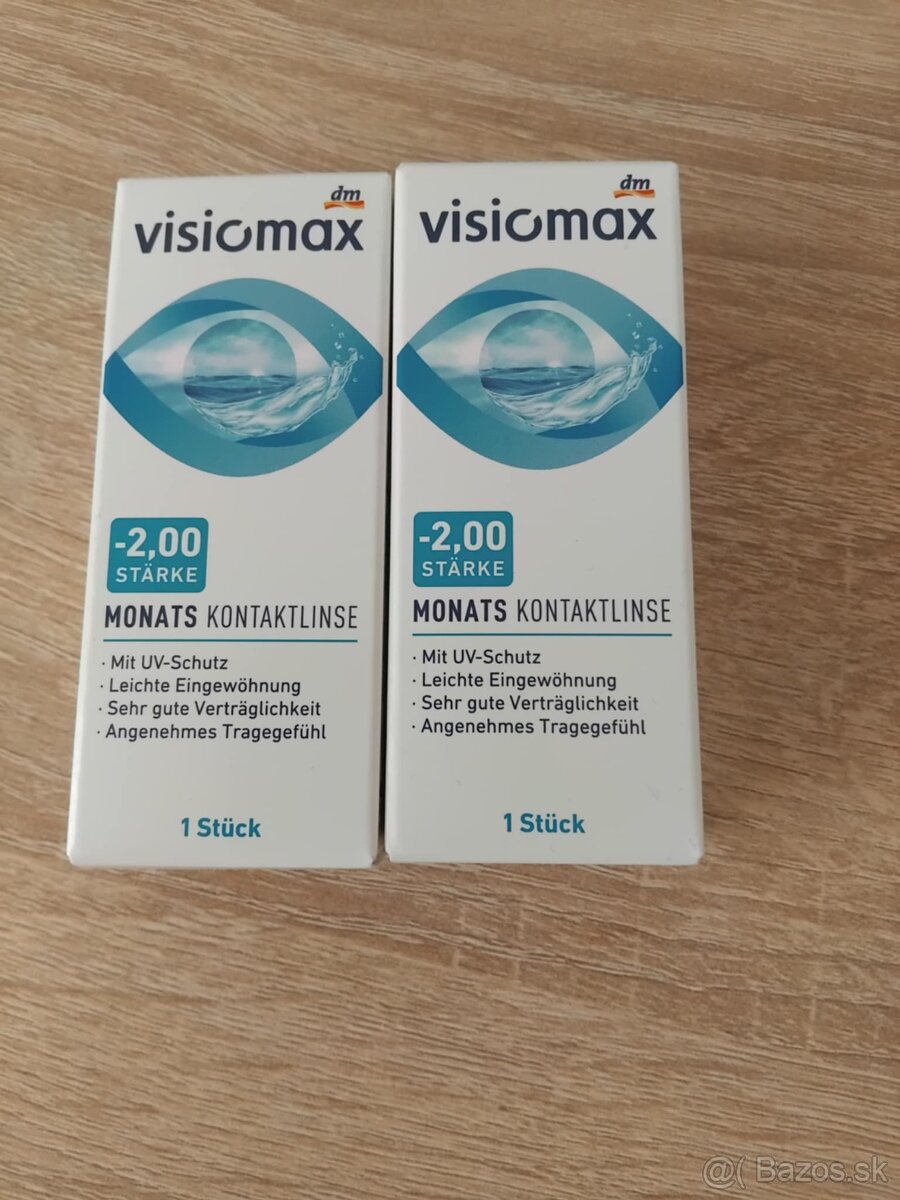 dm
visiomax
-2,00
STÄRKE
MONATS KONTAKTLINSE
· Mit UV-Schutz
· Leichte Eingewöhnung
· Sehr gute Verträglichkeit
· Angenehmes Tragegefühl
1 Stück
dm
visiomax
-2,00
STÄRKE
MONATS KONTAKTLINSE
· Mit UV-Schutz
· Leichte Eingewöhnung
· Sehr gute Verträglichkeit
· Angenehmes Tragegefühl
1 Stück
@( Bazos.sk